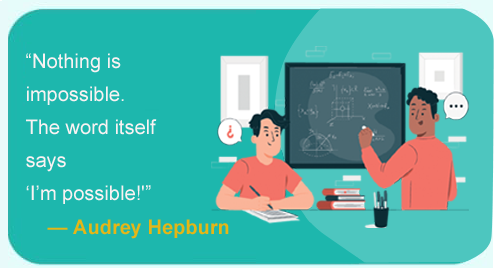 “Nothing is
impossible.
The word itself
says
‘I’m possible!'”
— Audrey Hepburn